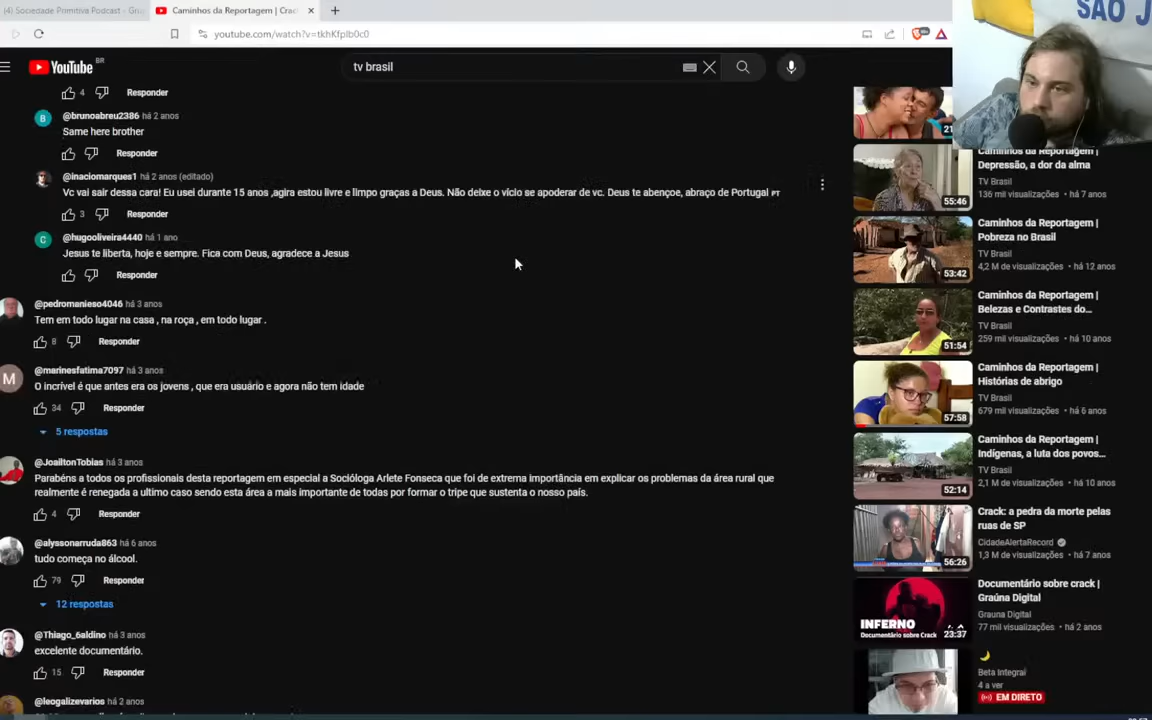 (4) Sociedade Primitiva Podcast - Gru
Caminhos da Reportagem | Crac
youtube.com/watch?v=tkhKfpIb0c0
SÃO J
YouTube BR
tv brasil
4 Responder
@brunoabreu2386 há 2 anos
Same here brother
Responder
@inaciomarques1 há 2 anos (editado)
Vc vai sair dessa cara! Eu usei durante 15 anos ,agira estou livre e limpo graças a Deus. Não deixe o vício se apoderar de vc. Deus te abençoe, abraço de Portugal PT
3 Responder
@hugooliveira4440 há 1 ano
Jesus te liberta, hoje e sempre. Fica com Deus, agradece a Jesus
Responder
@pedromanieso4046 há 3 anos
Tem em todo lugar na casa , na roça , em todo lugar .
8 Responder
M
@marinesfatima7097 há 3 anos
O incrível é que antes era os jovens , que era usuário e agora não tem idade
34 Responder
5 respostas
@JoailtonTobias há 3 anos
Parabéns a todos os profissionais desta reportagem em especial a Socióloga Arlete Fonseca que foi de extrema importância em explicar os problemas da área rural que
realmente é renegada a ultimo caso sendo esta área a mais importante de todas por formar o tripe que sustenta o nosso país.
4 Responder
@alyssonarruda863 há 6 anos
tudo começa no álcool.
79 Responder
12 respostas
@Thiago_6aldino há 3 anos
excelente documentário.
15 Responder
@leogalizevarios há 2 anos
21
Caminhos da Reportagem |
Depressão, a dor da alma
TV Brasil
136 mil visualizações • há 7 anos
55:46
Caminhos da Reportagem |
Pobreza no Brasil
TV Brasil
4,2 M de visualizações • há 12 anos
53:42
Caminhos da Reportagem |
Belezas e Contrastes do...
TV Brasil
259 mil visualizações • há 10 anos
51:54
Caminhos da Reportagem |
Histórias de abrigo
TV Brasil
679 mil visualizações • há 6 anos
57:58
Caminhos da Reportagem |
Indígenas, a luta dos povos...
TV Brasil
2,1 M de visualizações • há 10 anos
52:14
Crack: a pedra da morte pelas
ruas de SP
CidadeAlertaRecord
1,3 M de visualizações • há 7 anos
56:26
Documentário sobre crack |
Graúna Digital
Grauna Digital
77 mil visualizações • há 2 anos
INFERNO
Documentário sobre Crack
23:37
Beta Integral
4 a ver
EM DIRETO